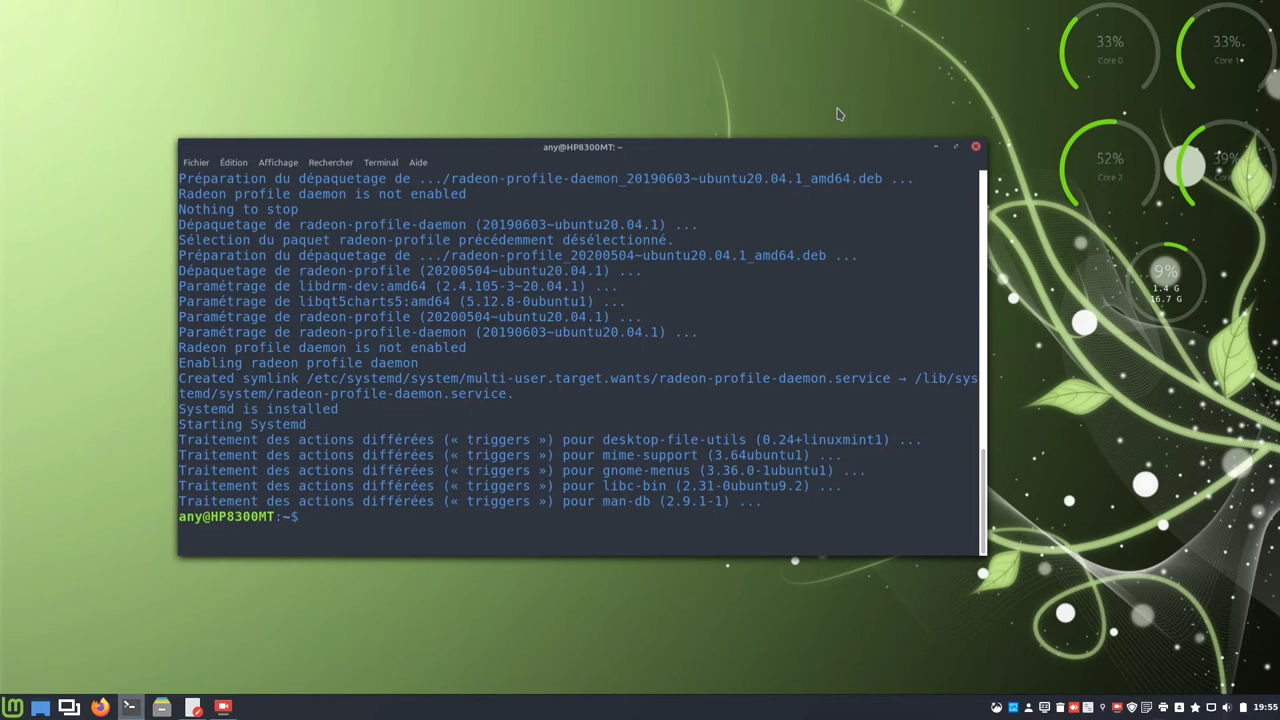 33%
Core 0
33%
Core 1
52%
Core 2
39%
9%
1.4 G
16.7 G
any@HP8300MT: ~
Fichier Édition Affichage Rechercher Terminal Aide
Préparation du dépaquetage de .../radeon-profile-daemon_20190603~ubuntu20.04.1_amd64.deb ...
Radeon profile daemon is not enabled
Nothing to stop
Dépaquetage de radeon-profile-daemon (20190603~ubuntu20.04.1) ...
Sélection du paquet radeon-profile précédemment désélectionné.
Préparation du dépaquetage de .../radeon-profile_20200504~ubuntu20.04.1_amd64.deb ...
Dépaquetage de radeon-profile (20200504~ubuntu20.04.1) ...
Paramétrage de libdrm-dev:amd64 (2.4.105-3~20.04.1) ...
Paramétrage de libqt5charts5:amd64 (5.12.8-0ubuntu1) ...
Paramétrage de radeon-profile (20200504~ubuntu20.04.1) ...
Paramétrage de radeon-profile-daemon (20190603~ubuntu20.04.1) ...
Radeon profile daemon is not enabled
Enabling radeon profile daemon
Created symlink /etc/systemd/system/multi-user.target.wants/radeon-profile-daemon.service → /lib/sys
temd/system/radeon-profile-daemon.service.
Systemd is installed
Starting Systemd
Traitement des actions différées (« triggers ») pour desktop-file-utils (0.24+linuxmint1) ...
Traitement des actions différées (« triggers ») pour mime-support (3.64ubuntu1) ...
Traitement des actions différées (« triggers ») pour gnome-menus (3.36.0-1ubuntu1) ...
Traitement des actions différées (« triggers ») pour libc-bin (2.31-0ubuntu9.2) ...
Traitement des actions différées (« triggers ») pour man-db (2.9.1-1) ...
any@HP8300MT:~$
19:55